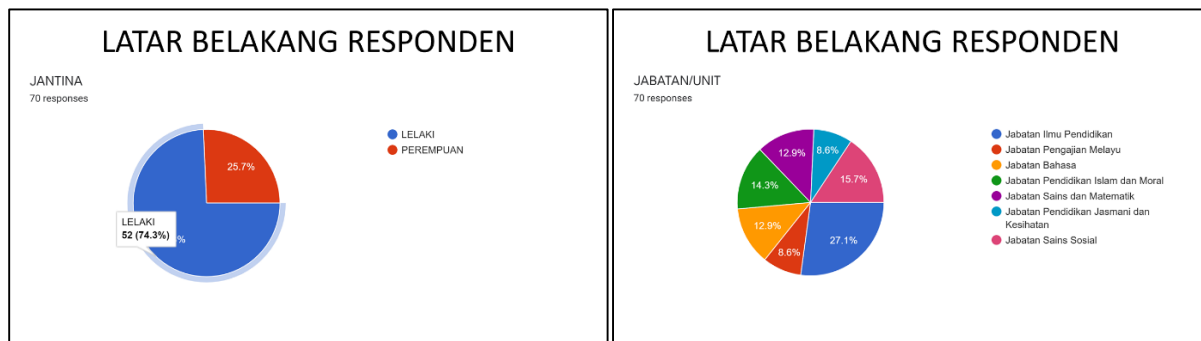 LATAR BELAKANG RESPONDEN
JANTINA
70 responses
LELAKI
PEREMPUAN
25.7%
LELAKI
52 (74.3%)
%
LATAR BELAKANG RESPONDEN
JABATAN/UNIT
70 responses
12.9%
8.6%
15.7%
14.3%
12.9%
8.6%
27.1%
Jabatan Ilmu Pendidikan
Jabatan Pengajian Melayu
Jabatan Bahasa
Jabatan Pendidikan Islam dan Moral
Jabatan Sains dan Matematik
Jabatan Pendidikan Jasmani dan
Kesihatan
Jabatan Sains Sosial